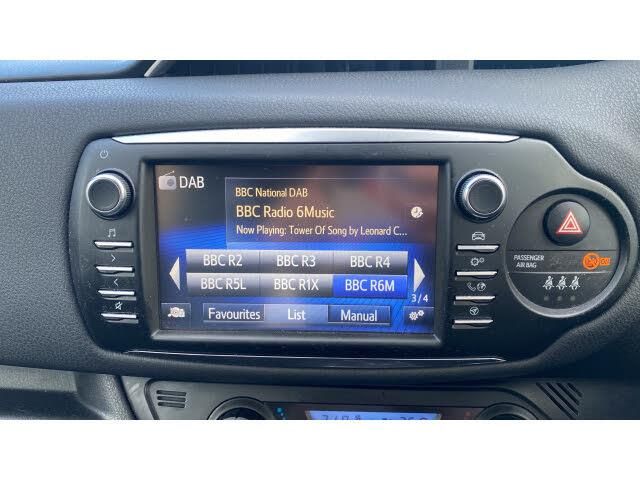 DAB
BBC National DAB
BBC Radio 6Music
Now Playing: Tower Of Song by Leonard C...
BBC R2 BBC R3 BBC R4
BBC R5L BBC R1X BBC R6M
3/4
Favourites List Manual
PASSENGER
AIR BAG